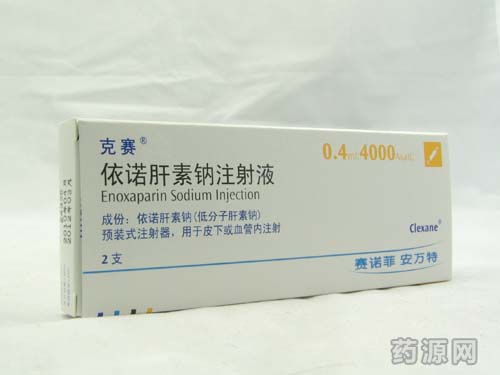 克赛®
0.4ml:4000AxaIU
依诺肝素钠注射液
Enoxaparin Sodium Injection
成份：依诺肝素钠(低分子肝素钠)
预装式注射器，用于皮下或血管内注射
Clexane®
2支
赛诺菲 安万特
药源网